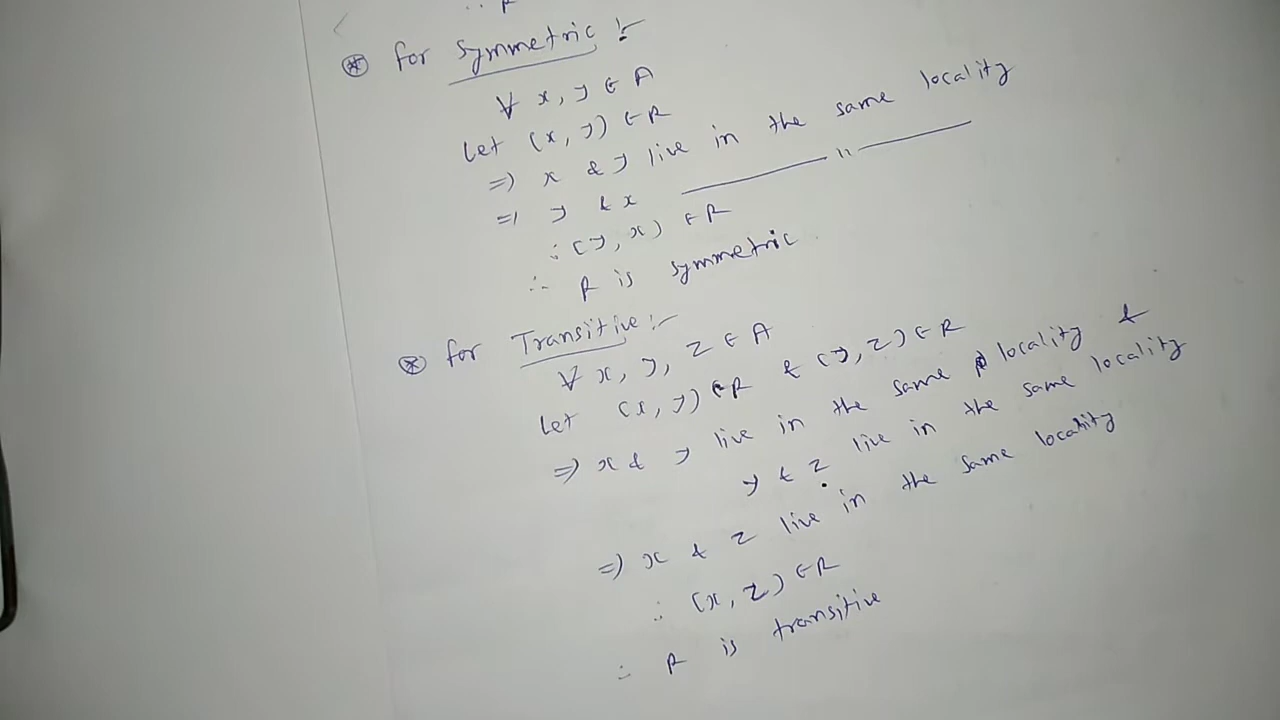 ∴ R
⊛ for Symmetric :-
∀ x, y ∈ A
Let (x, y) ∈ R
⇒ x & y live in the same locality
⇒ y & x —— 〃 ——
∴ (y, x) ∈ R
∴ R is symmetric
⊛ for Transitive :-
∀ x, y, z ∈ A
Let (x, y) ∈ R & (y, z) ∈ R
⇒ x & y live in the same locality &
y & z live in the same locality
⇒ x & z live in the same locality
∴ (x, z) ∈ R
∴ R is transitive